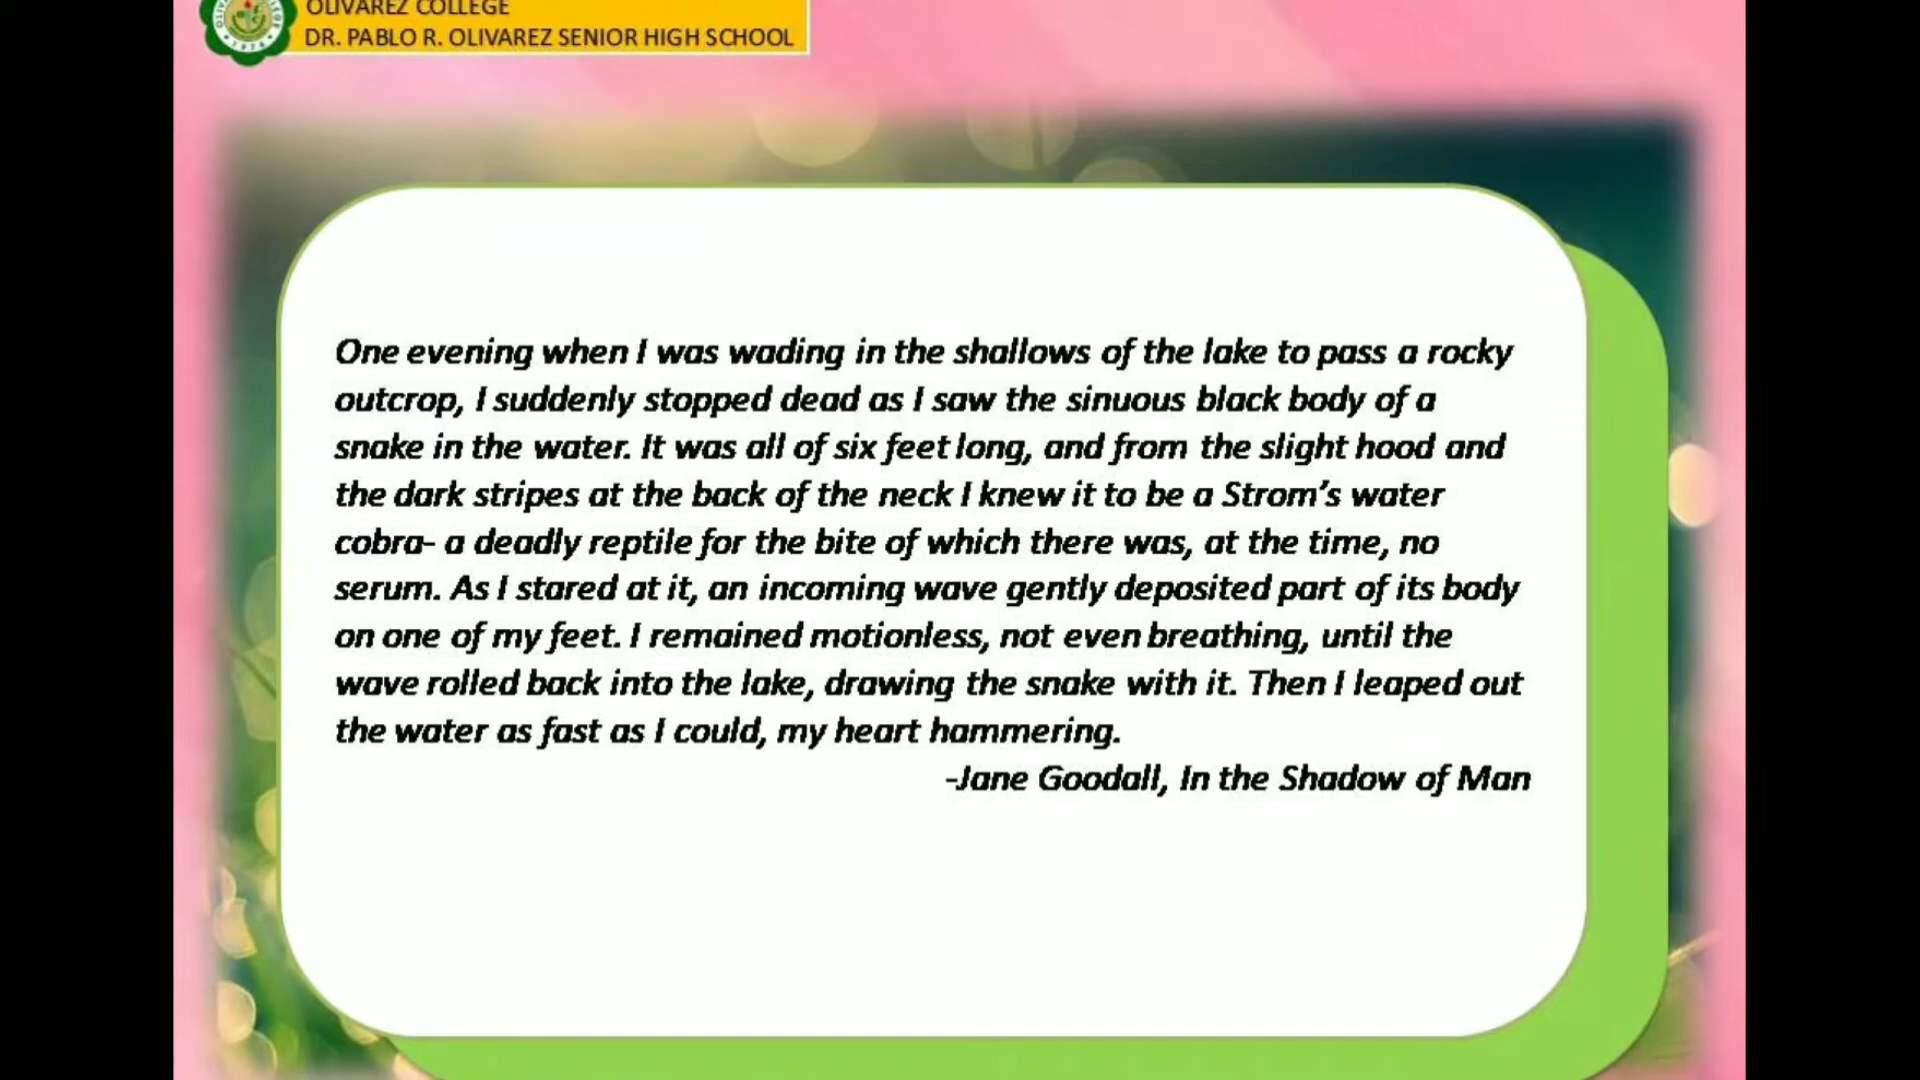 OLIVAREZ COLLEGE
DR. PABLO R. OLIVAREZ SENIOR HIGH SCHOOL
One evening when I was wading in the shallows of the lake to pass a rocky
outcrop, I suddenly stopped dead as I saw the sinuous black body of a
snake in the water. It was all of six feet long, and from the slight hood and
the dark stripes at the back of the neck I knew it to be a Strom’s water
cobra- a deadly reptile for the bite of which there was, at the time, no
serum. As I stared at it, an incoming wave gently deposited part of its body
on one of my feet. I remained motionless, not even breathing, until the
wave rolled back into the lake, drawing the snake with it. Then I leaped out
the water as fast as I could, my heart hammering.
-Jane Goodall, In the Shadow of Man